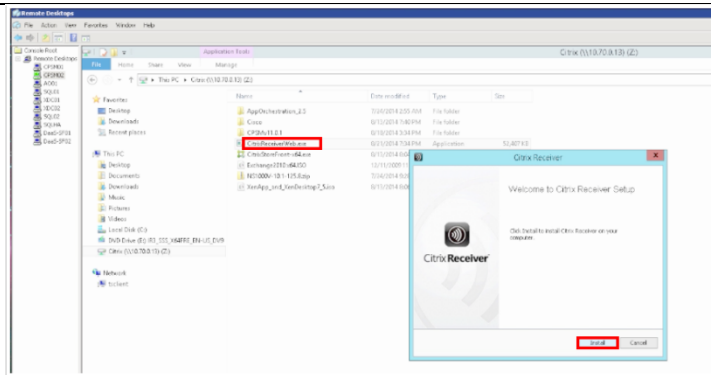 Remote Desktops
File Action View Favorites Window Help
Console Root
Remote Desktops
CPSM01
CPSM02
AD01
SQL01
XDC01
XDC02
SQL02
DaaS-SF01
DaaS-SF02
Application Tools
Citrix (\\10.70.0.13) (Z:)
File Home Share View Manage
This PC ▸ Citrix (\\10.70.0.13) (Z:)
Name Date modified Type Size
Favorites
Desktop
Downloads
Recent places
This PC
Desktop
Documents
Downloads
Music
Pictures
Videos
Local Disk (C:)
Citrix (\\10.70.0.13) (Z:)
Network
tsclient
AppOrchestration_2.5 File folder
Cisco File folder
CPSMv11.0.1 File folder
CitrixReceiverWeb.exe Application
CitrixStoreFront-x64.exe
Citrix Receiver
Welcome to Citrix Receiver Setup
Click Install to install Citrix Receiver on your
computer.
Citrix Receiver
Install Cancel